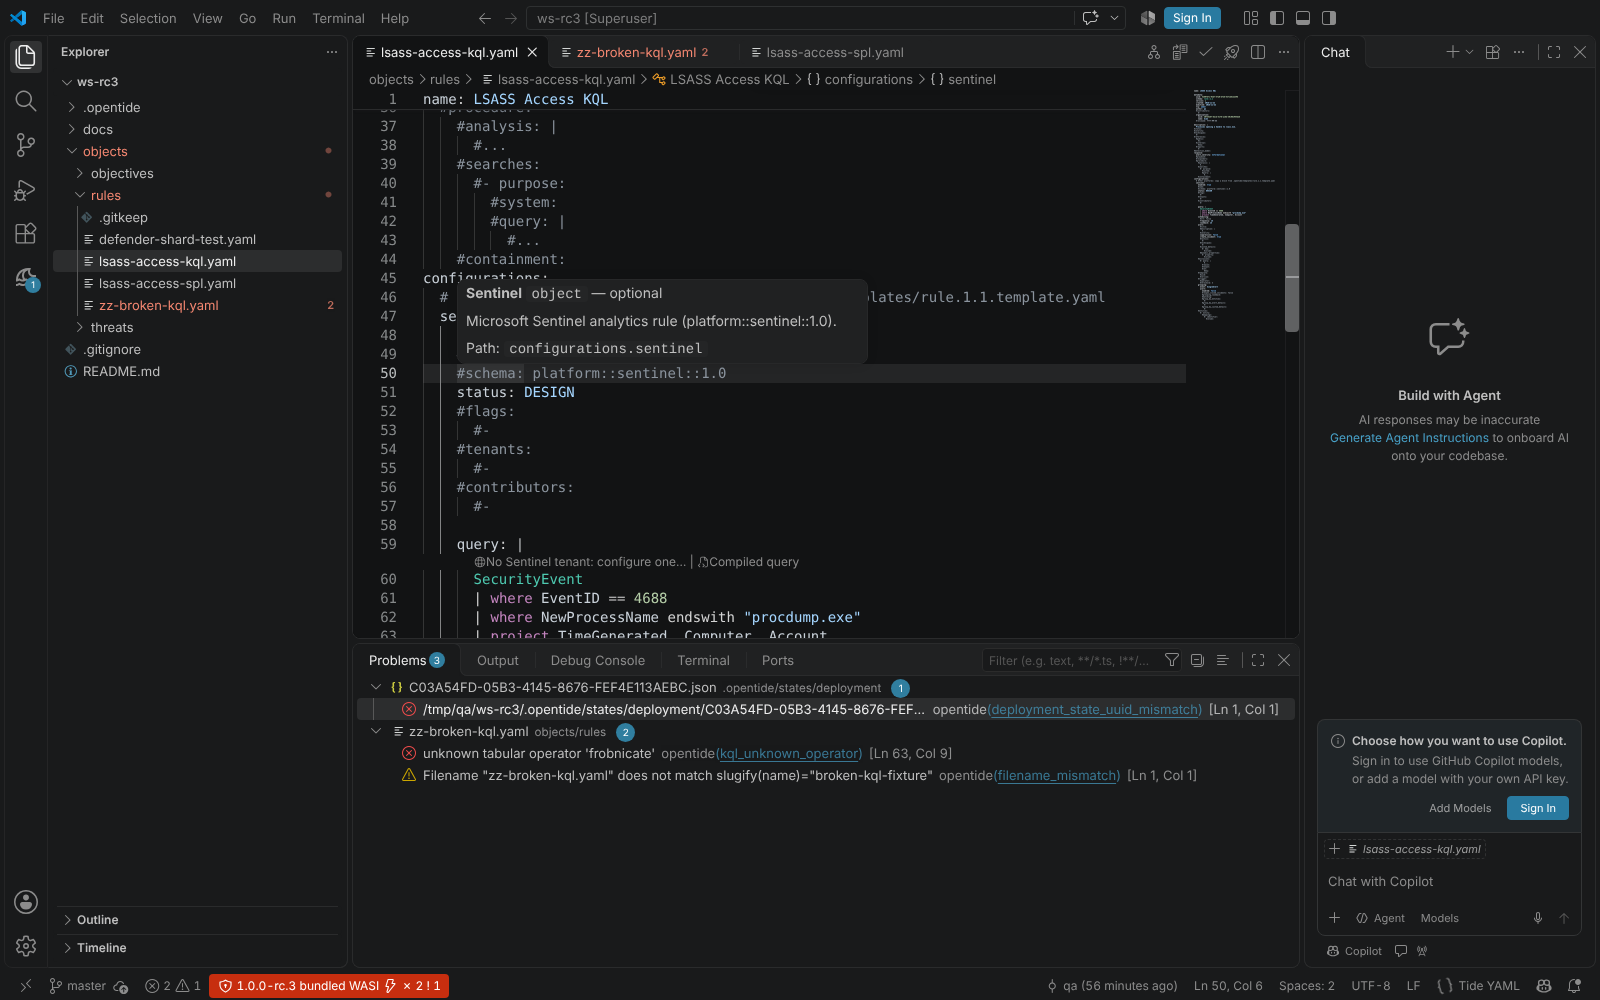 File Edit Selection View Go Run Terminal Help
ws-rc3 [Superuser]
Sign In
Explorer
ws-rc3
.opentide
docs
objects
objectives
rules
.gitkeep
defender-shard-test.yaml
lsass-access-kql.yaml
lsass-access-spl.yaml
zz-broken-kql.yaml 2
threats
.gitignore
README.md
1
Outline
Timeline
lsass-access-kql.yaml
zz-broken-kql.yaml 2
lsass-access-spl.yaml
objects > rules > lsass-access-kql.yaml > LSASS Access KQL > { } configurations > { } sentinel
1 name: LSASS Access KQL
37 #analysis: |
38 #...
39 #searches:
40 #- purpose:
41 #system:
42 #query: |
43 #...
44 #containment:
45 configurations:
46 # lates/rule.1.1.template.yaml
47 se
48
49
Sentinel object — optional
Microsoft Sentinel analytics rule (platform::sentinel::1.0).
Path: configurations.sentinel
50 #schema: platform::sentinel::1.0
51 status: DESIGN
52 #flags:
53 #-
54 #tenants:
55 #-
56 #contributors:
57 #-
58
59 query: |
No Sentinel tenant: configure one... | Compiled query
60 SecurityEvent
61 | where EventID == 4688
62 | where NewProcessName endswith "procdump.exe"
63 | project TimeGenerated, Computer, Account
Problems 3 Output Debug Console Terminal Ports
Filter (e.g. text, **/*.ts, !**/...
C03A54FD-05B3-4145-8676-FEF4E113AEBC.json .opentide/states/deployment 1
/tmp/qa/ws-rc3/.opentide/states/deployment/C03A54FD-05B3-4145-8676-FEF... opentide(deployment_state_uuid_mismatch) [Ln 1, Col 1]
zz-broken-kql.yaml objects/rules 2
unknown tabular operator 'frobnicate' opentide(kql_unknown_operator) [Ln 63, Col 9]
Filename "zz-broken-kql.yaml" does not match slugify(name)="broken-kql-fixture" opentide(filename_mismatch) [Ln 1, Col 1]
Chat
Build with Agent
AI responses may be inaccurate
Generate Agent Instructions to onboard AI
onto your codebase.
Choose how you want to use Copilot.
Sign in to use GitHub Copilot models,
or add a model with your own API key.
Add Models Sign In
lsass-access-kql.yaml
Chat with Copilot
Agent Models
Copilot
master 2 1 1.0.0-rc.3 bundled WASI × 2 ! 1
qa (56 minutes ago) Ln 50, Col 6 Spaces: 2 UTF-8 LF { } Tide YAML